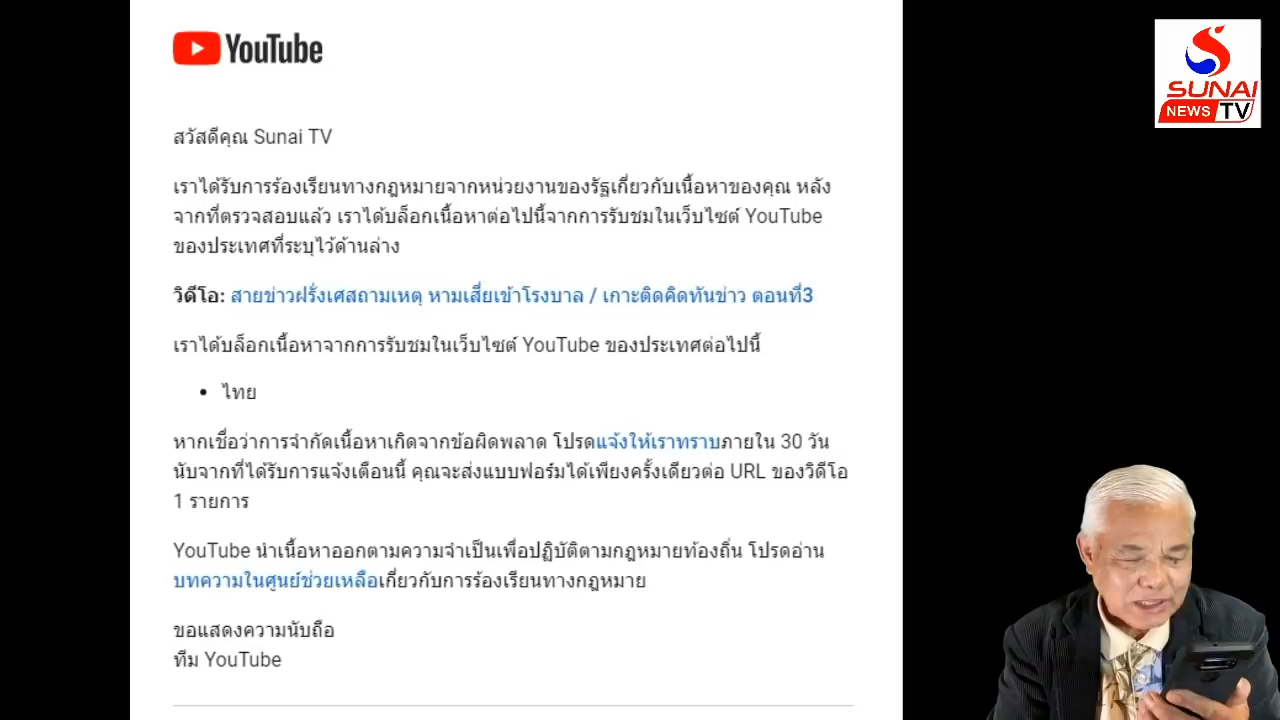 YouTube
SUNAI
NEWS TV
สวัสดีคุณ Sunai TV
เราได้รับการร้องเรียนทางกฎหมายจากหน่วยงานของรัฐเกี่ยวกับเนื้อหาของคุณ หลัง
จากที่ตรวจสอบแล้ว เราได้บล็อกเนื้อหาต่อไปนี้จากการรับชมในเว็บไซต์ YouTube
ของประเทศที่ระบุไว้ด้านล่าง
วิดีโอ: สายข่าวฝรั่งเศสถามเหตุ หามเสี่ยเข้าโรงบาล / เกาะติดคิดทันข่าว ตอนที่3
เราได้บล็อกเนื้อหาจากการรับชมในเว็บไซต์ YouTube ของประเทศต่อไปนี้
• ไทย
หากเชื่อว่าการจำกัดเนื้อหาเกิดจากข้อผิดพลาด โปรดแจ้งให้เราทราบภายใน 30 วัน
นับจากที่ได้รับการแจ้งเตือนนี้ คุณจะส่งแบบฟอร์มได้เพียงครั้งเดียวต่อ URL ของวิดีโอ
1 รายการ
YouTube นำเนื้อหาออกตามความจำเป็นเพื่อปฏิบัติตามกฎหมายท้องถิ่น โปรดอ่าน
บทความในศูนย์ช่วยเหลือเกี่ยวกับการร้องเรียนทางกฎหมาย
ขอแสดงความนับถือ
ทีม YouTube